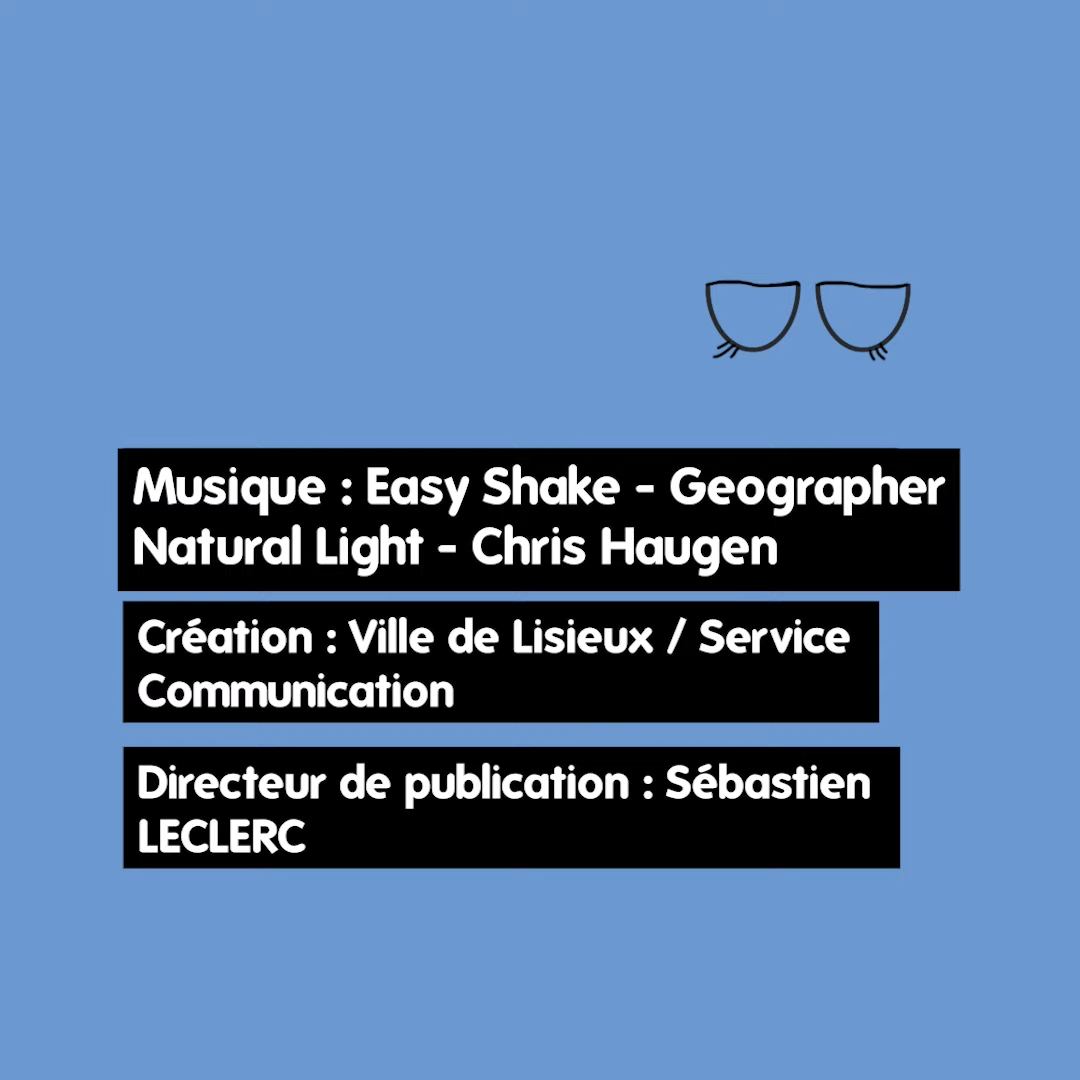 Musique : Easy Shake - Geographer
Natural Light - Chris Haugen
Création : Ville de Lisieux / Service
Communication
Directeur de publication : Sébastien
LECLERC